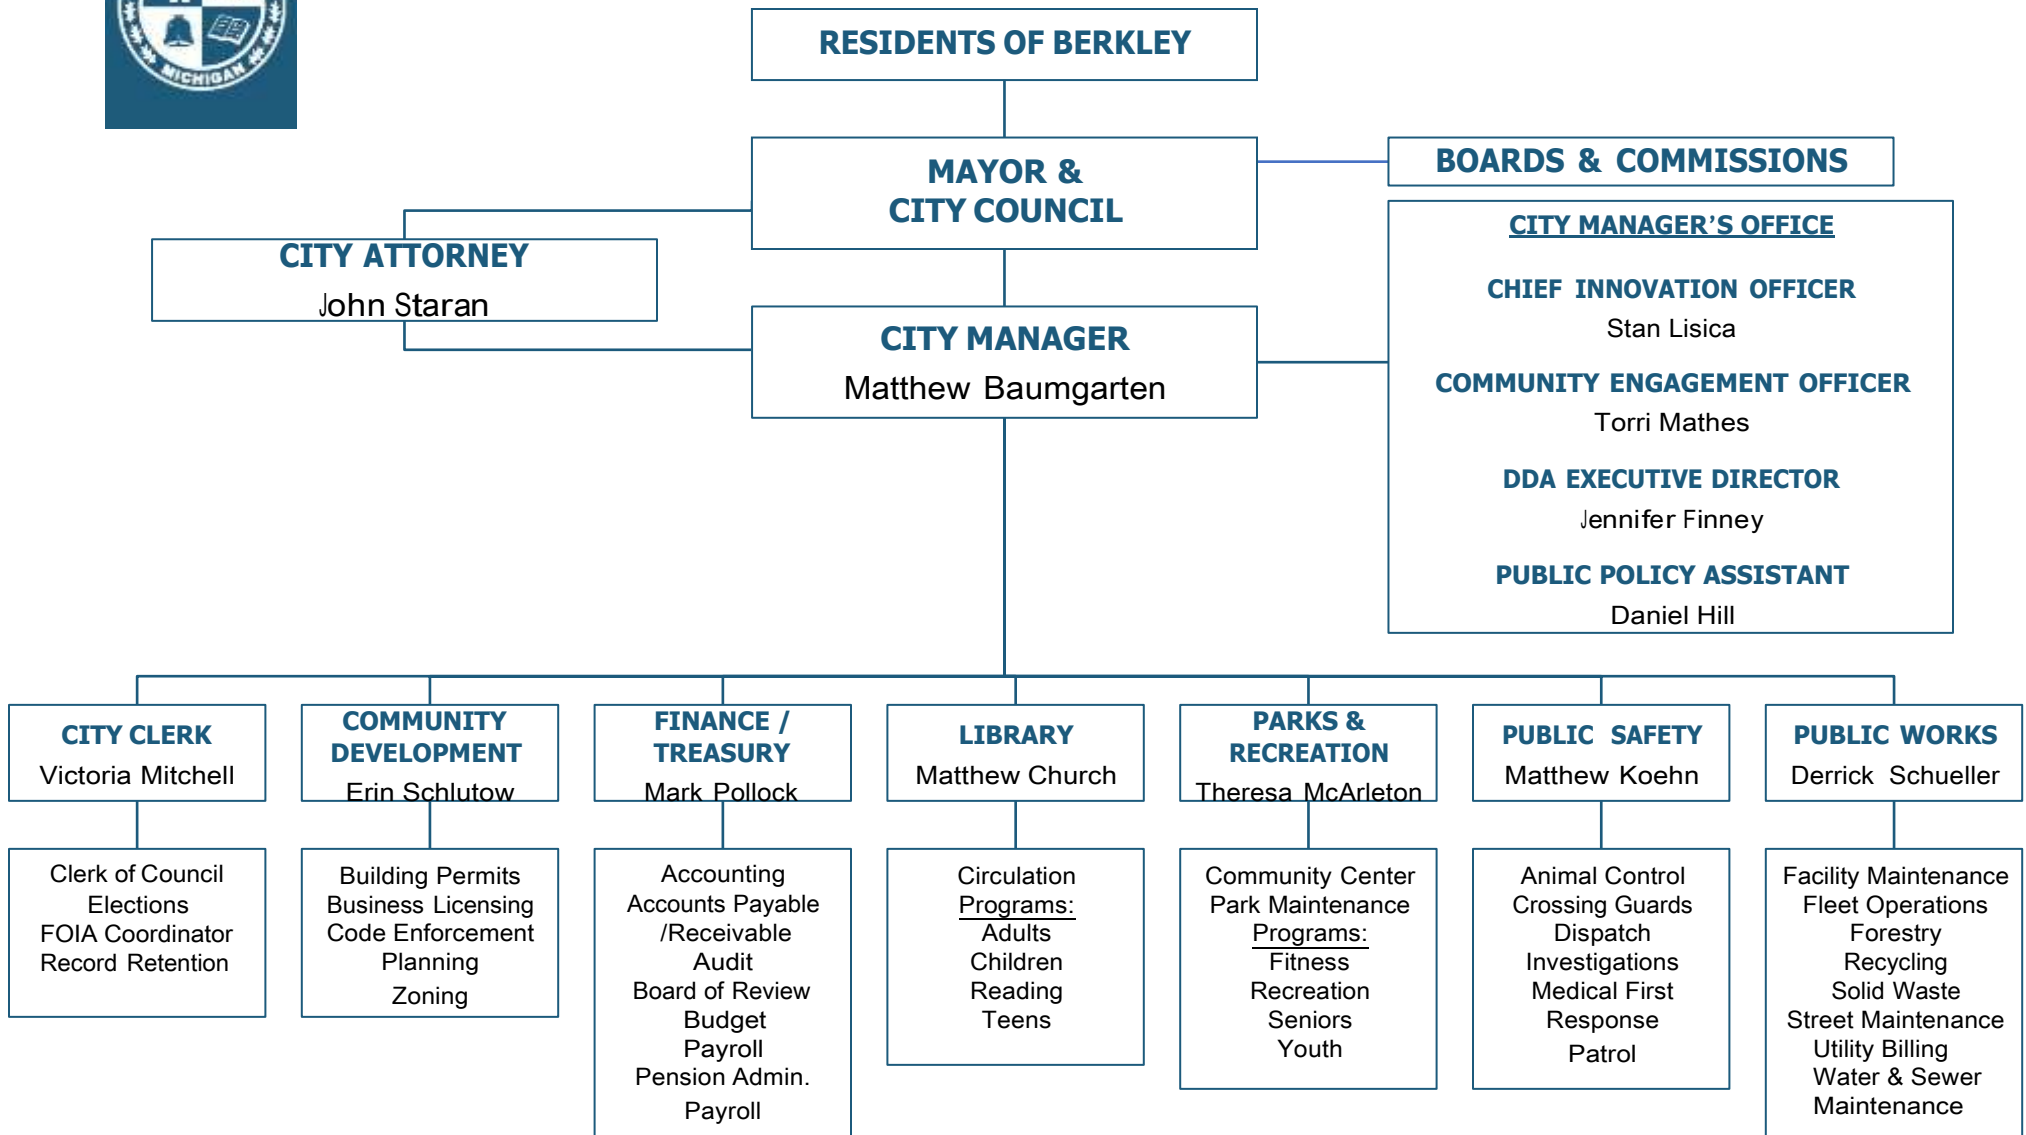 MICHIGAN
RESIDENTS OF BERKLEY
MAYOR &
CITY COUNCIL
BOARDS & COMMISSIONS
CITY ATTORNEY
John Staran
CITY MANAGER
Matthew Baumgarten
CITY MANAGER’S OFFICE
CHIEF INNOVATION OFFICER
Stan Lisica
COMMUNITY ENGAGEMENT OFFICER
Torri Mathes
DDA EXECUTIVE DIRECTOR
Jennifer Finney
PUBLIC POLICY ASSISTANT
Daniel Hill
CITY CLERK
Victoria Mitchell
Clerk of Council
Elections
FOIA Coordinator
Record Retention
COMMUNITY
DEVELOPMENT
Erin Schlutow
Building Permits
Business Licensing
Code Enforcement
Planning
Zoning
FINANCE /
TREASURY
Mark Pollock
Accounting
Accounts Payable
/Receivable
Audit
Board of Review
Budget
Payroll
Pension Admin.
Payroll
LIBRARY
Matthew Church
Circulation
Programs:
Adults
Children
Reading
Teens
PARKS &
RECREATION
Theresa McArleton
Community Center
Park Maintenance
Programs:
Fitness
Recreation
Seniors
Youth
PUBLIC SAFETY
Matthew Koehn
Animal Control
Crossing Guards
Dispatch
Investigations
Medical First
Response
Patrol
PUBLIC WORKS
Derrick Schueller
Facility Maintenance
Fleet Operations
Forestry
Recycling
Solid Waste
Street Maintenance
Utility Billing
Water & Sewer
Maintenance